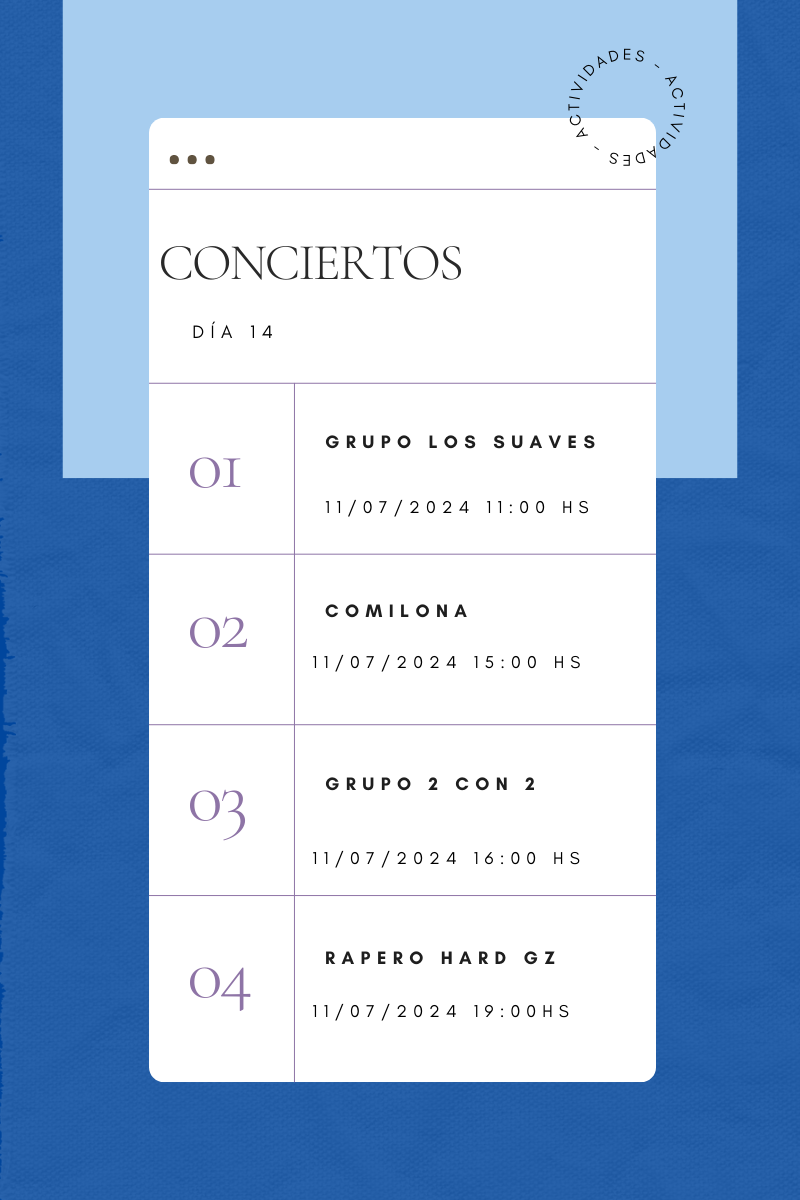 ACTIVIDADES - ACTIVIDADES -
CONCIERTOS
DÍA 14
01
GRUPO LOS SUAVES
11/07/2024 11:00 HS
02
COMILONA
11/07/2024 15:00 HS
03
GRUPO 2 CON 2
11/07/2024 16:00 HS
04
RAPERO HARD GZ
11/07/2024 19:00HS